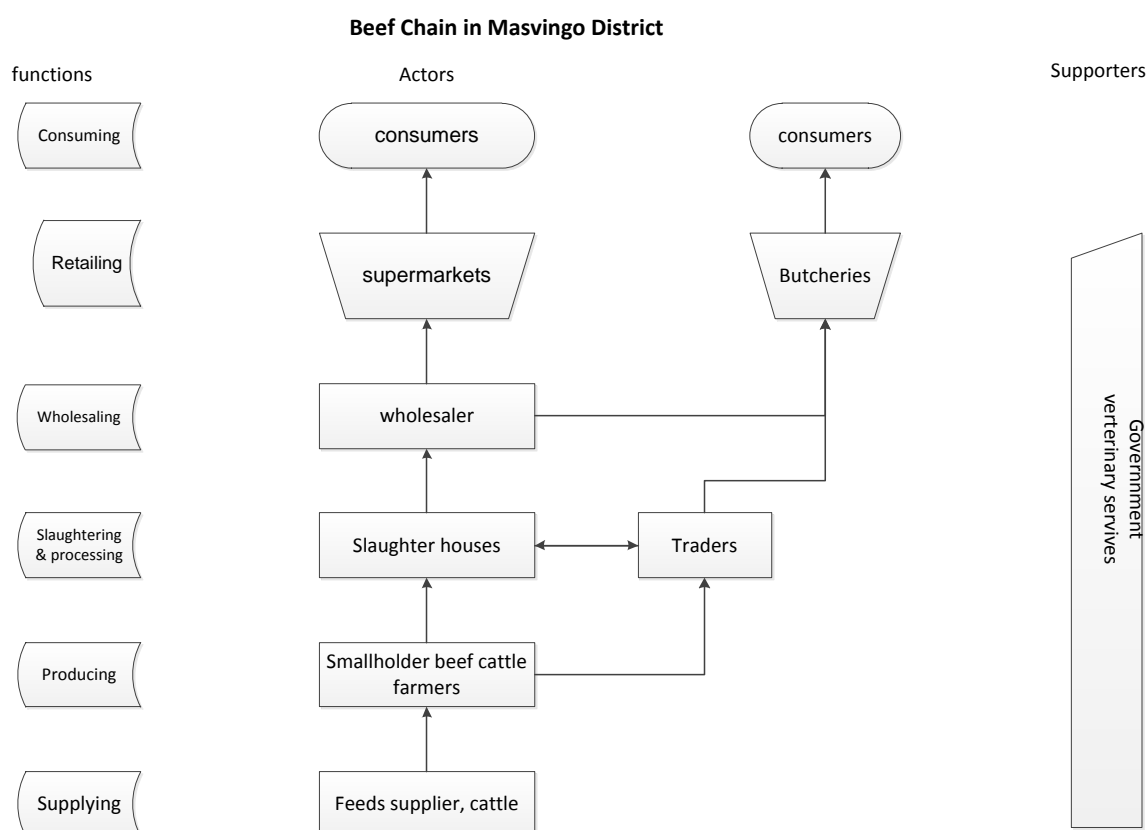 Beef Chain in Masvingo District
functions
Actors
Supporters
Consuming
consumers
consumers
Retailing
supermarkets
Butcheries
Wholesaling
wholesaler
Slaughtering
& processing
Slaughter houses
Traders
Producing
Smallholder beef cattle
farmers
Supplying
Feeds supplier, cattle
Governnment
verterinary servives